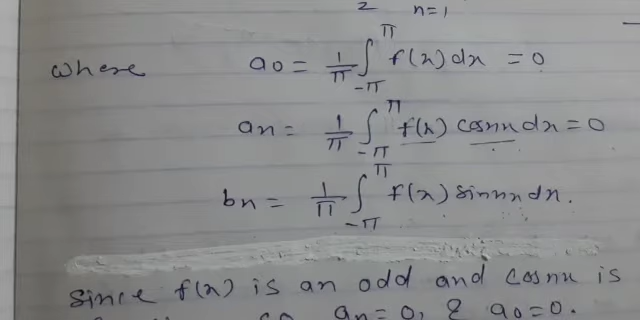 2 n=1
where a0 = 1/π ∫_{-π}^{π} f(x) dx = 0
an = 1/π ∫_{-π}^{π} f(x) cosnx dx = 0
bn = 1/π ∫_{-π}^{π} f(x) sinnx dx.
Since f(x) is an odd and cosnx is
an = 0, & a0 = 0.